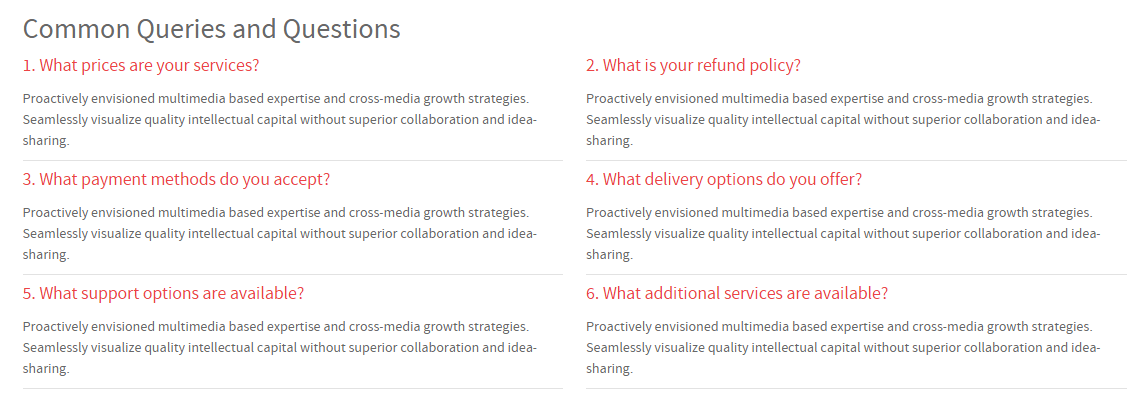 Common Queries and Questions
1. What prices are your services?
Proactively envisioned multimedia based expertise and cross-media growth strategies.
Seamlessly visualize quality intellectual capital without superior collaboration and idea-
sharing.
2. What is your refund policy?
Proactively envisioned multimedia based expertise and cross-media growth strategies.
Seamlessly visualize quality intellectual capital without superior collaboration and idea-
sharing.
3. What payment methods do you accept?
Proactively envisioned multimedia based expertise and cross-media growth strategies.
Seamlessly visualize quality intellectual capital without superior collaboration and idea-
sharing.
4. What delivery options do you offer?
Proactively envisioned multimedia based expertise and cross-media growth strategies.
Seamlessly visualize quality intellectual capital without superior collaboration and idea-
sharing.
5. What support options are available?
Proactively envisioned multimedia based expertise and cross-media growth strategies.
Seamlessly visualize quality intellectual capital without superior collaboration and idea-
sharing.
6. What additional services are available?
Proactively envisioned multimedia based expertise and cross-media growth strategies.
Seamlessly visualize quality intellectual capital without superior collaboration and idea-
sharing.